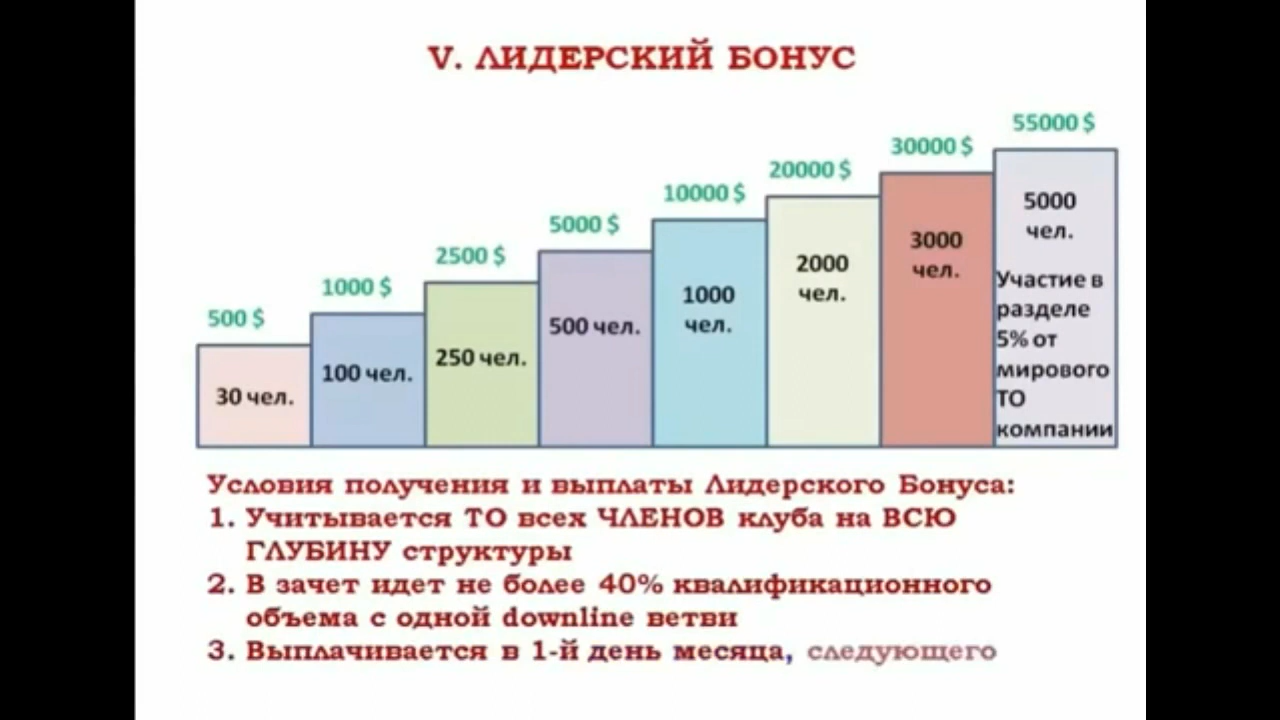 V. ЛИДЕРСКИЙ БОНУС
500 $
1000 $
2500 $
5000 $
10000 $
20000 $
30000 $
55000 $
30 чел.
100 чел.
250 чел.
500 чел.
1000
чел.
2000
чел.
3000
чел.
5000
чел.
Участие в
разделе
5% от
мирового
ТО
компании
Условия получения и выплаты Лидерского Бонуса:
1. Учитывается ТО всех ЧЛЕНОВ клуба на ВСЮ
ГЛУБИНУ структуры
2. В зачет идет не более 40% квалификационного
объема с одной downline ветви
3. Выплачивается в 1-й день месяца, следующего